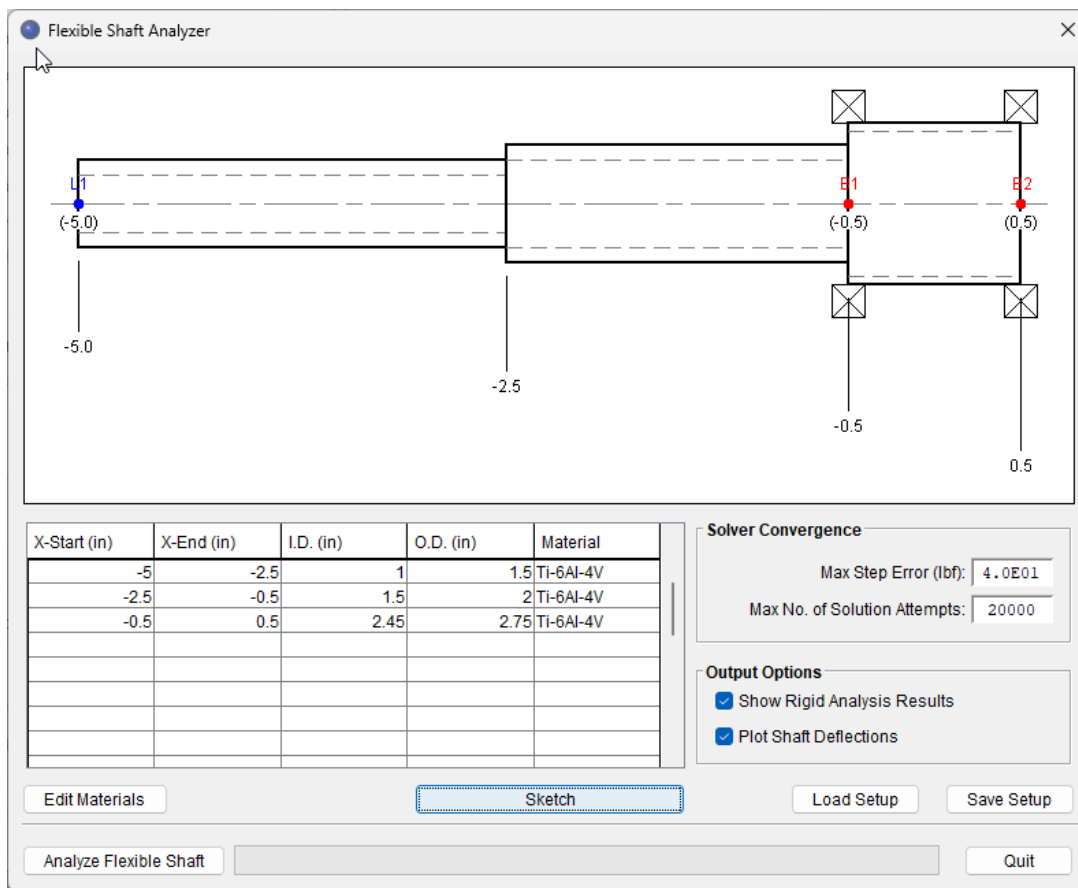 Flexible Shaft Analyzer
L1 B1 B2
(-5.0) (-0.5) (0.5)
-5.0
-2.5
-0.5
0.5
X-Start (in) X-End (in) I.D. (in) O.D. (in) Material
-5 -2.5 1 1.5 Ti-6Al-4V
-2.5 -0.5 1.5 2 Ti-6Al-4V
-0.5 0.5 2.45 2.75 Ti-6Al-4V
Solver Convergence
Max Step Error (lbf): 4.0E01
Max No. of Solution Attempts: 20000
Output Options
Show Rigid Analysis Results
Plot Shaft Deflections
Edit Materials Sketch Load Setup Save Setup
Analyze Flexible Shaft Quit